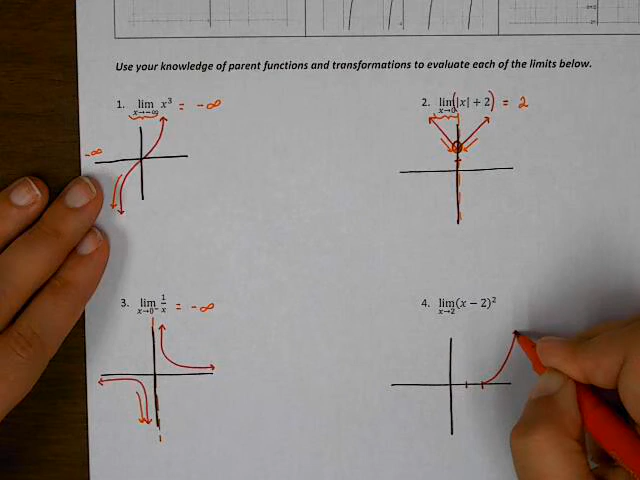 Use your knowledge of parent functions and transformations to evaluate each of the limits below.
1. lim x→-∞ x³ = -∞
2. lim x→0 (|x| + 2) = 2
-∞
3. lim x→0⁻ 1/x = -∞
4. lim x→2 (x − 2)²